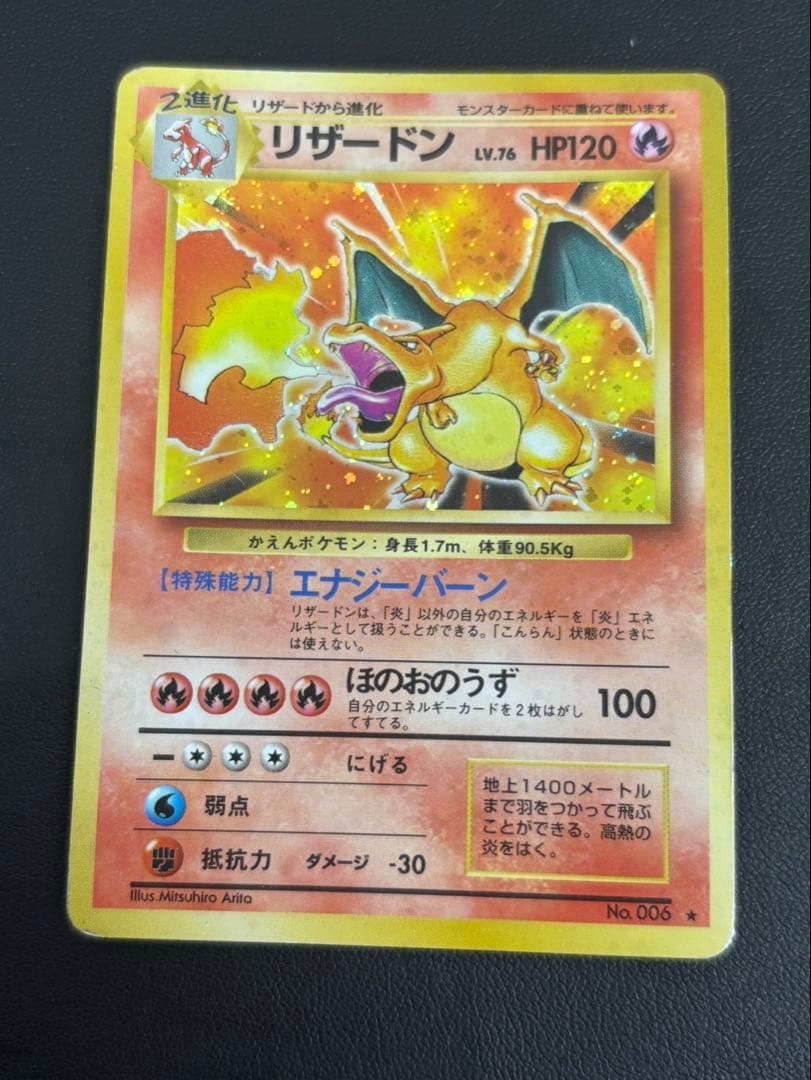 2進化
リザードから進化
モンスターカードに重ねて使います。
リザードン LV.76 HP120
かえんポケモン：身長1.7m、体重90.5Kg
【特殊能力】エナジーバーン
リザードンは、「炎」以外の自分のエネルギーを「炎」エネ
ルギーとして扱うことができる。「こんらん」状態のときに
は使えない。
ほのおのうず 100
自分のエネルギーカードを2枚はがし
てすてる。
にげる
弱点
抵抗力 ダメージ -30
地上1400メートル
まで羽をつかって飛ぶ
ことができる。高熱の
炎をはく。
Illus.Mitsuhiro Arita
No. 006 ★